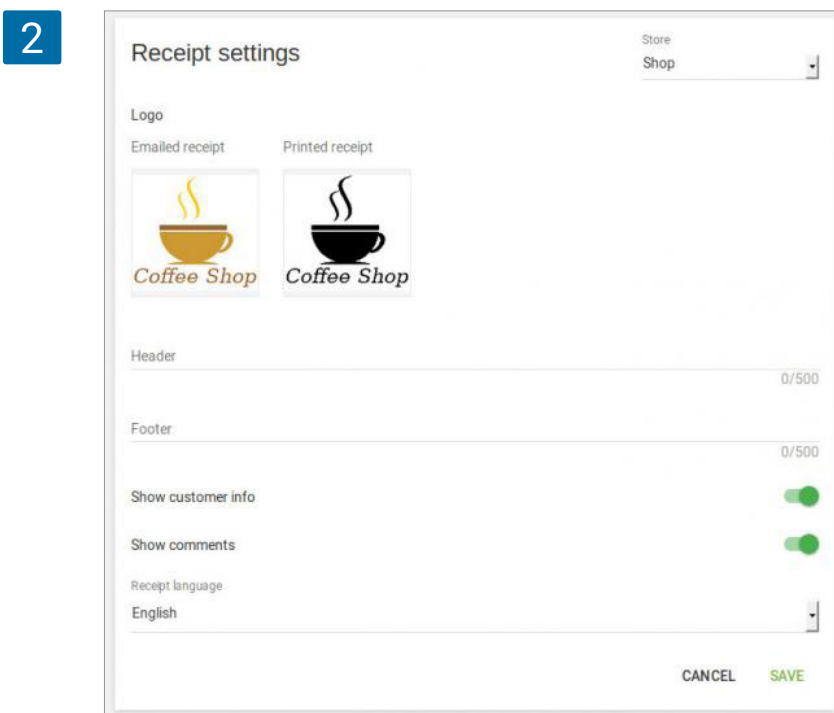 2
Receipt settings
Store
Shop
Logo
Emailed receipt
Printed receipt
Coffee Shop
Coffee Shop
Header
0/500
Footer
0/500
Show customer info
Show comments
Receipt language
English
CANCEL SAVE